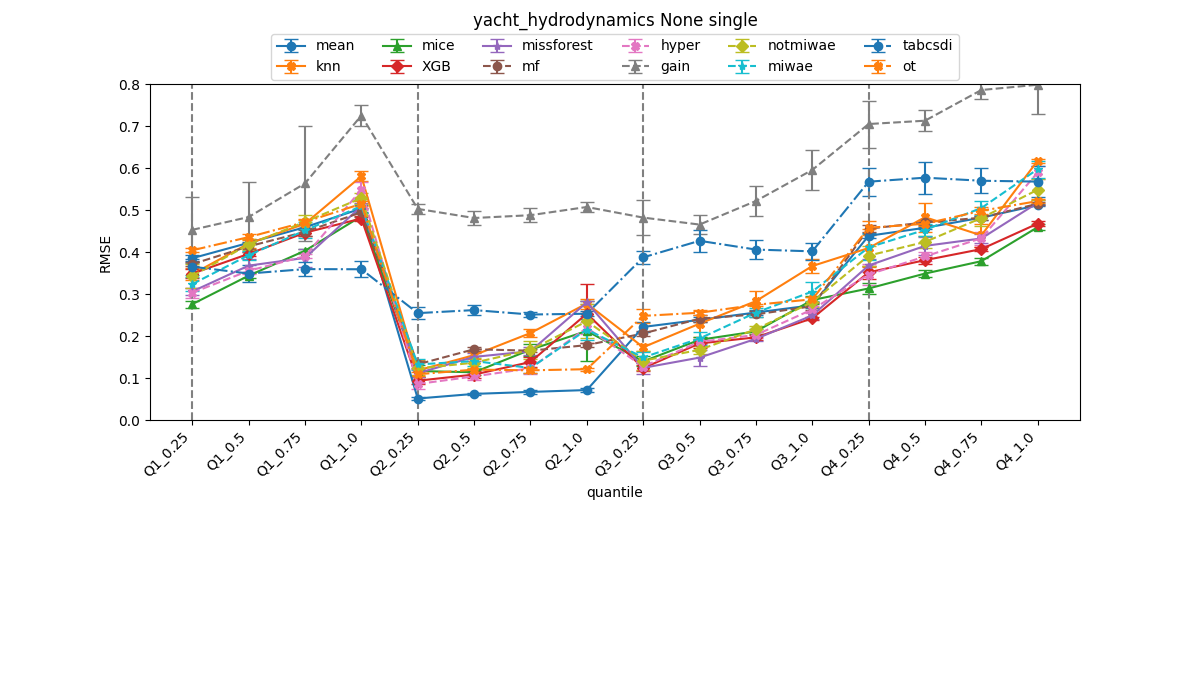 yacht_hydrodynamics None single
mean mice missforest hyper notmiwae tabcsdi
knn XGB mf gain miwae ot
0.8
0.7
0.6
0.5
0.4
0.3
0.2
0.1
0.0
RMSE
Q1_0.25 Q1_0.5 Q1_0.75 Q1_1.0 Q2_0.25 Q2_0.5 Q2_0.75 Q2_1.0 Q3_0.25 Q3_0.5 Q3_0.75 Q3_1.0 Q4_0.25 Q4_0.5 Q4_0.75 Q4_1.0
quantile